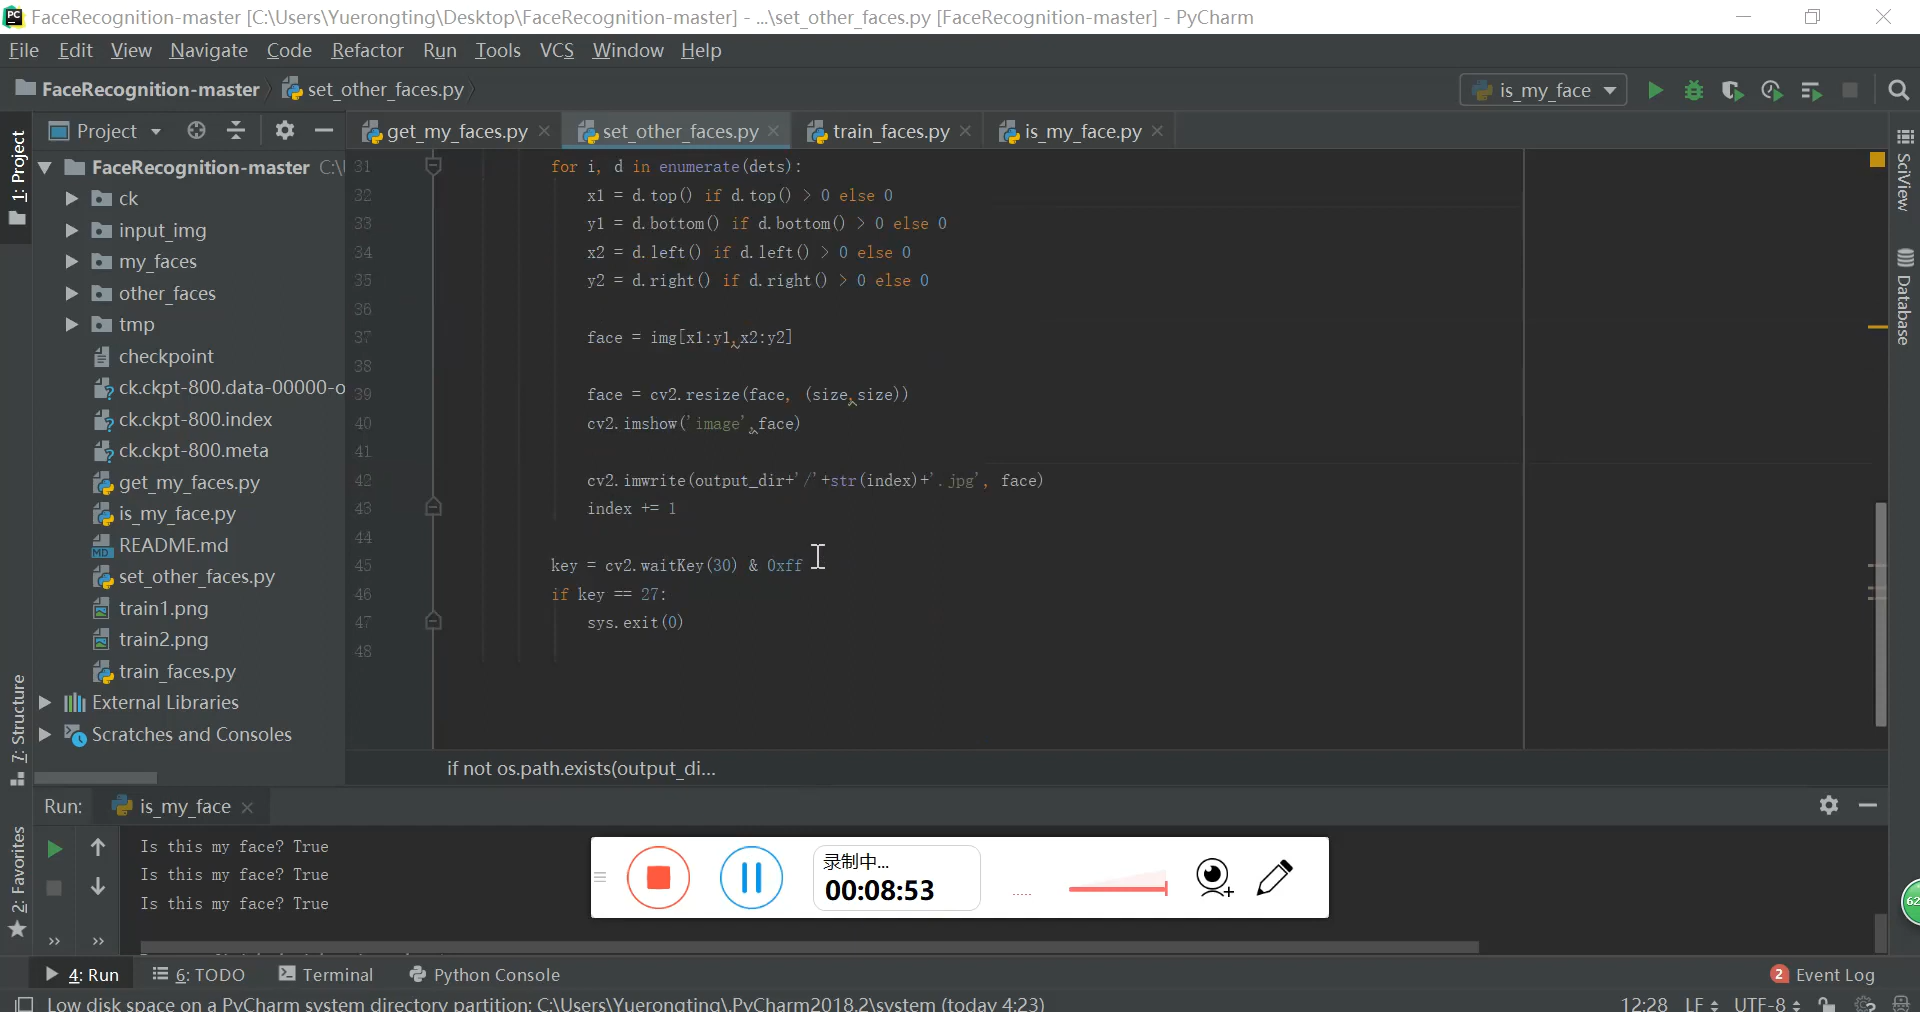 FaceRecognition-master [C:\Users\Yuerongting\Desktop\FaceRecognition-master] - ...\set_other_faces.py [FaceRecognition-master] - PyCharm
File Edit View Navigate Code Refactor Run Tools VCS Window Help
FaceRecognition-master set_other_faces.py is_my_face
Project get_my_faces.py set_other_faces.py train_faces.py is_my_face.py
1: Project
FaceRecognition-master C:\
ck
input_img
my_faces
other_faces
tmp
checkpoint
ck.ckpt-800.data-00000-o
ck.ckpt-800.index
ck.ckpt-800.meta
get_my_faces.py
is_my_face.py
README.md
set_other_faces.py
train1.png
train2.png
train_faces.py
External Libraries
Scratches and Consoles
7: Structure
2: Favorites
31 for i, d in enumerate(dets):
32 x1 = d.top() if d.top() > 0 else 0
33 y1 = d.bottom() if d.bottom() > 0 else 0
34 x2 = d.left() if d.left() > 0 else 0
35 y2 = d.right() if d.right() > 0 else 0
36
37 face = img[x1:y1,x2:y2]
38
39 face = cv2.resize(face, (size,size))
40 cv2.imshow('image',face)
41
42 cv2.imwrite(output_dir+'/'+str(index)+'.jpg', face)
43 index += 1
44
45 key = cv2.waitKey(30) & 0xff
46 if key == 27:
47 sys.exit(0)
48
if not os.path.exists(output_di...
SciView
Database
Run: is_my_face
Is this my face? True
Is this my face? True
Is this my face? True
录制中...
00:08:53
62
4: Run 6: TODO Terminal Python Console 2 Event Log
Low disk space on a PyCharm system directory partition: C:\Users\Yuerongting\.PyCharm2018.2\system (today 4:23) 12:28 LF UTF-8